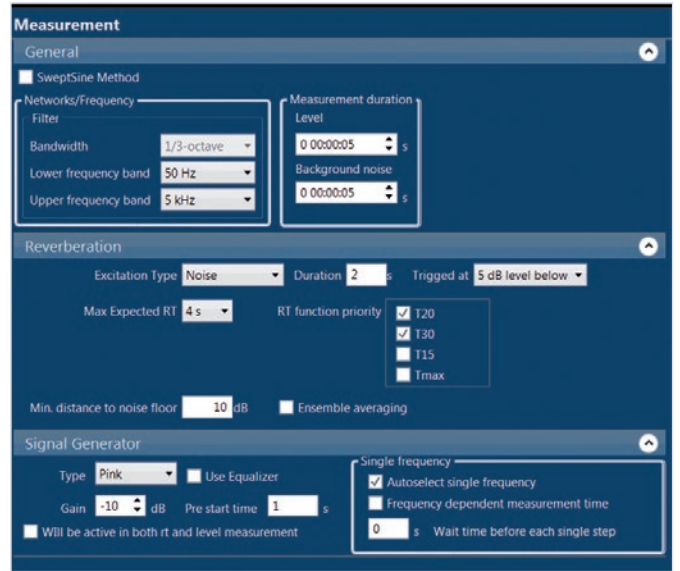 Measurement
General
SweptSine Method
Networks/Frequency
Filter
Bandwidth 1/3-octave
Lower frequency band 50 Hz
Upper frequency band 5 kHz
Measurement duration
Level
0 00:00:05 s
Background noise
0 00:00:05 s
Reverberation
Excitation Type Noise Duration 2 s Trigged at 5 dB level below
Max Expected RT 4 s RT function priority T20
T30
T15
Tmax
Min. distance to noise floor 10 dB Ensemble averaging
Signal Generator
Type Pink Use Equalizer
Gain -10 dB Pre start time 1 s
WIll be active in both rt and level measurement
Single frequency
Autoselect single frequency
Frequency dependent measurement time
0 s Wait time before each single step